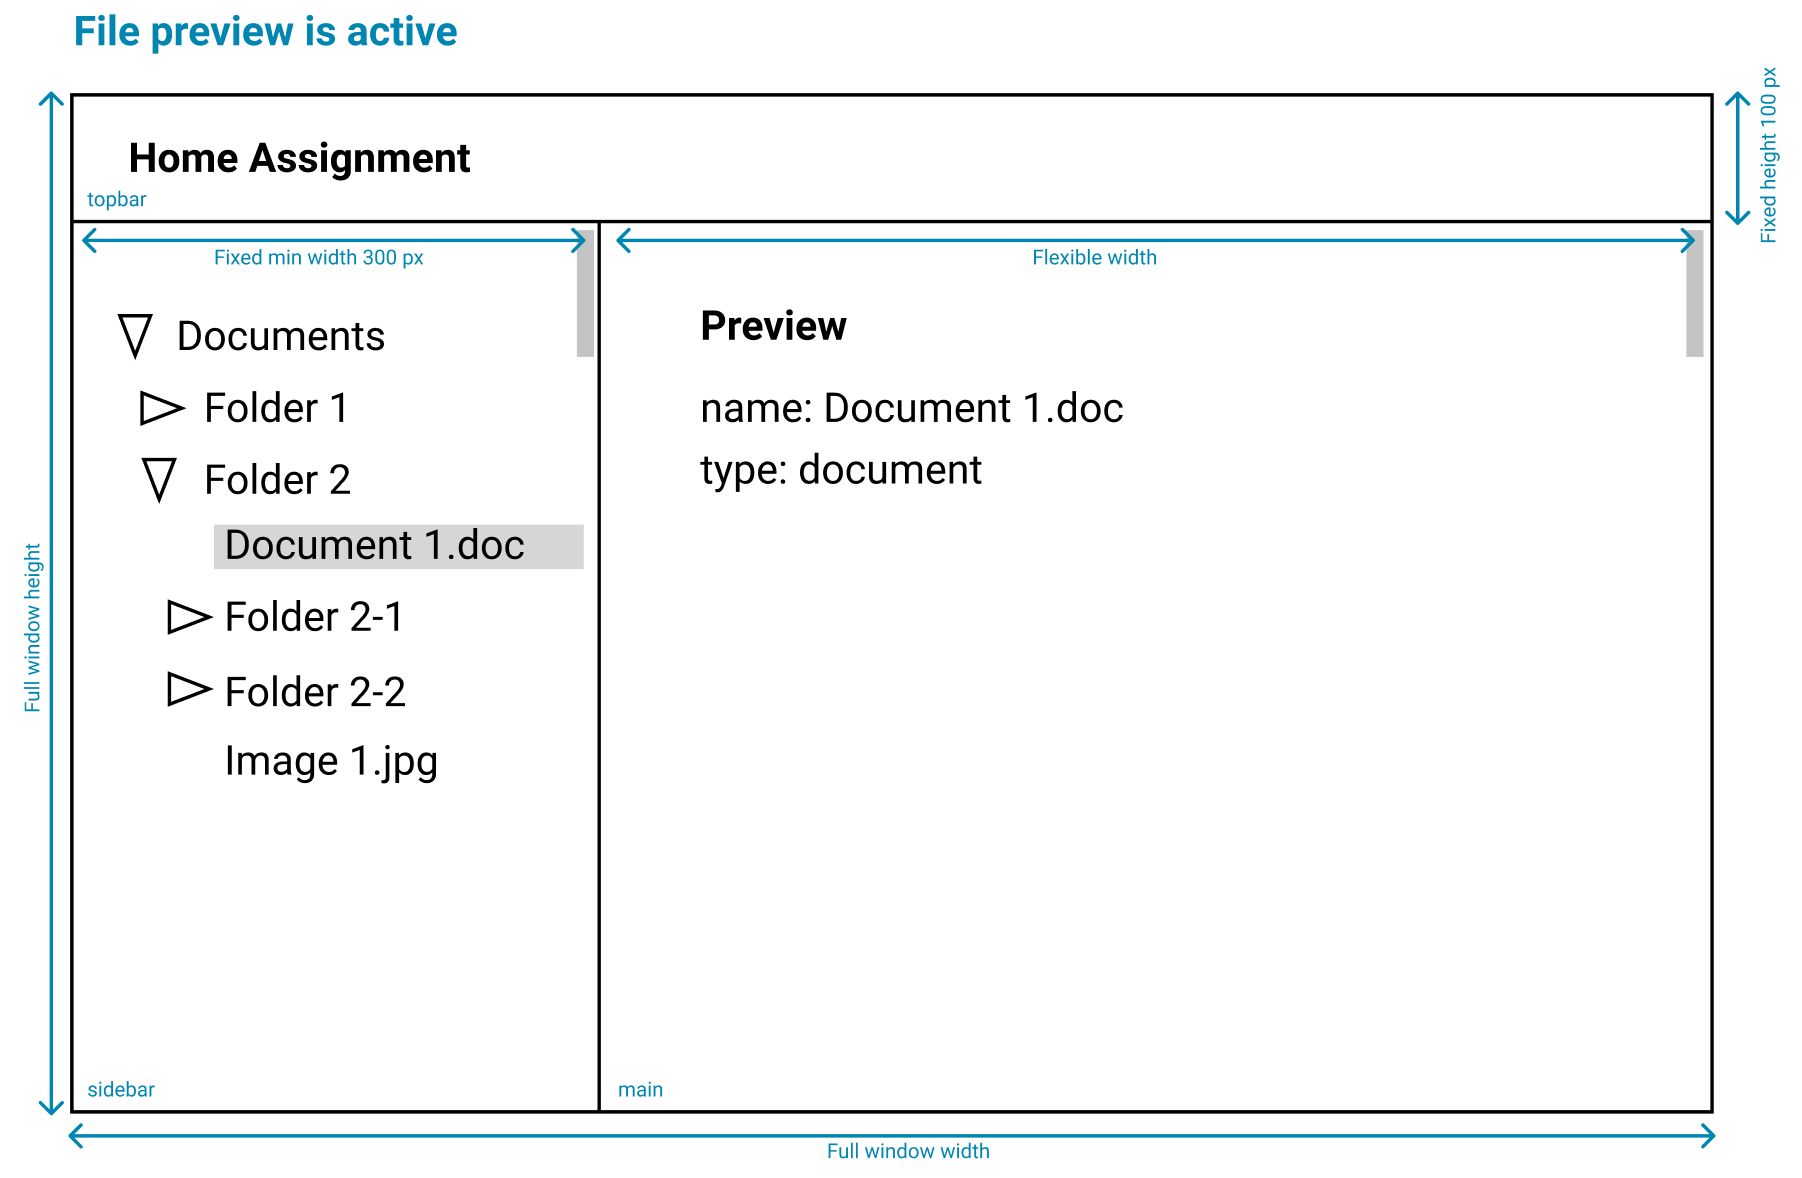 File preview is active
Fixed height 100 px
Home Assignment
topbar
Fixed min width 300 px
Flexible width
Documents
Folder 1
Folder 2
Document 1.doc
Folder 2-1
Folder 2-2
Image 1.jpg
Preview
name: Document 1.doc
type: document
Full window height
sidebar
main
Full window width